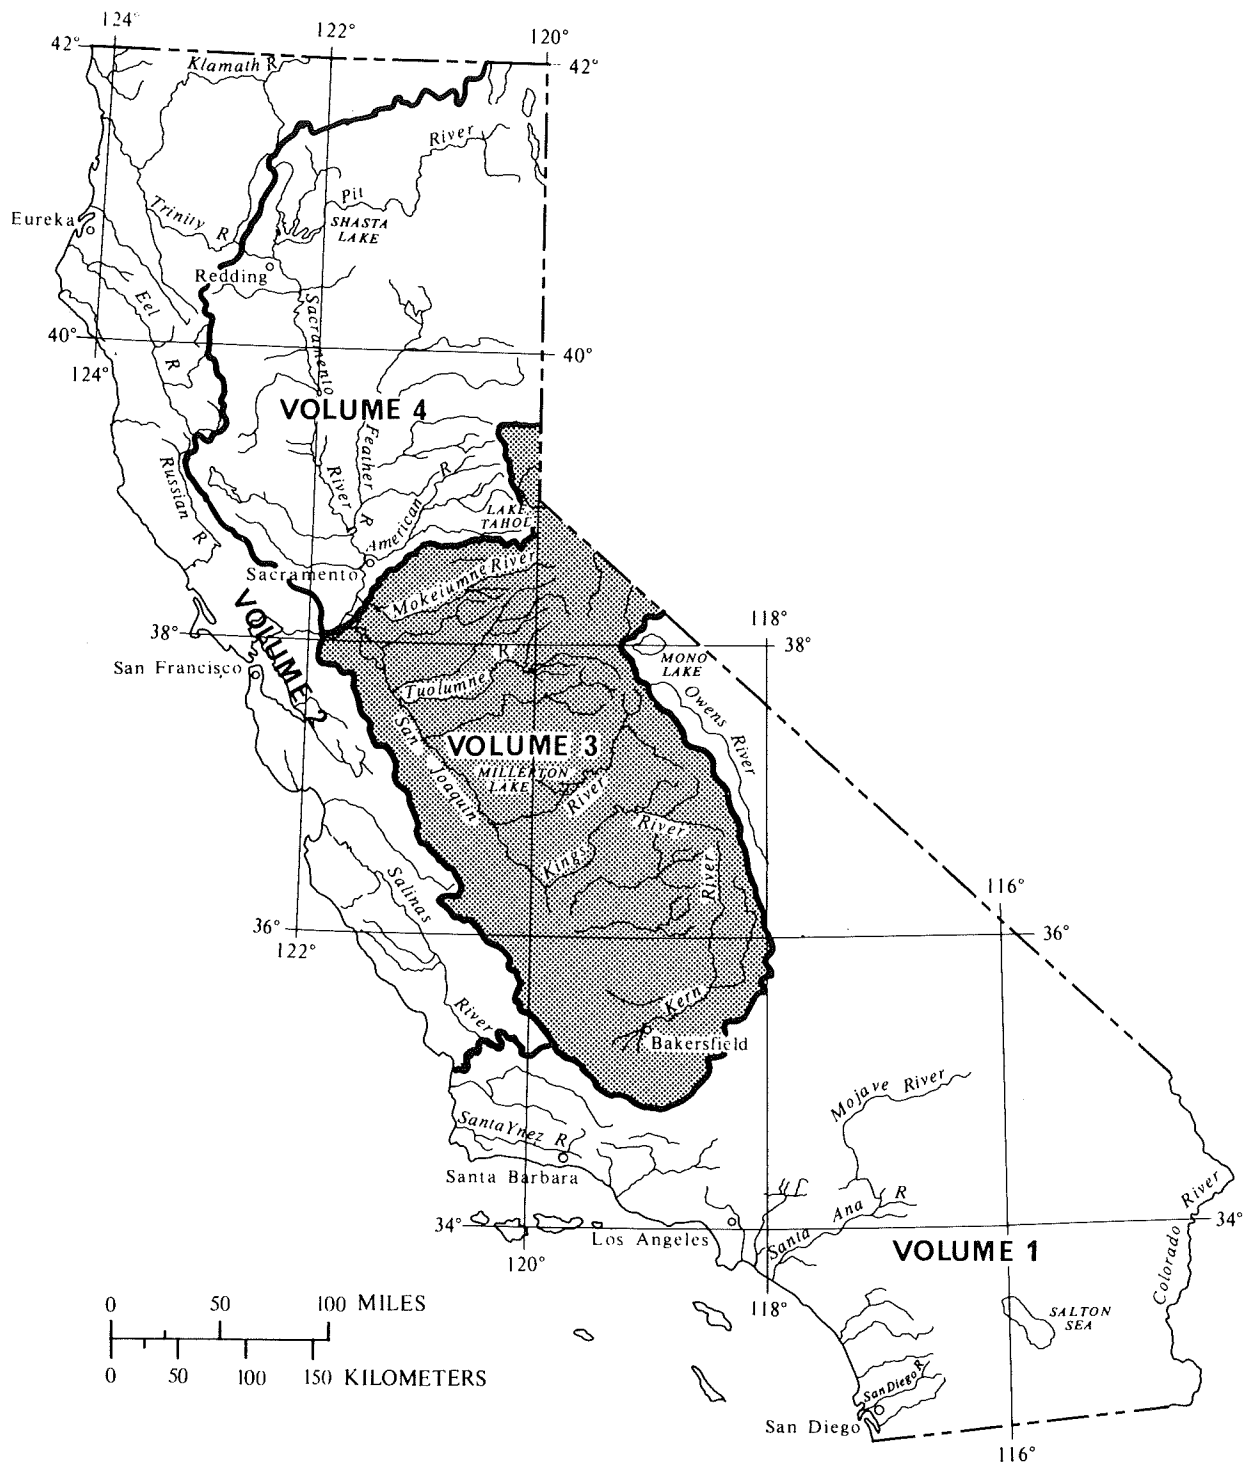 124°
122°
120°
42°
42°
Klamath R
River
Pit
SHASTA
LAKE
Trinity R
Eureka
Redding
Eel R
Sacramento River
40°
40°
124°
VOLUME 4
Feather R
American R
Russian R
LAKE
TAHOE
Sacramento
Mokelumne River
VOLUME 2
118°
38°
38°
San Francisco
MONO
LAKE
Tuolumne R
Owens River
San Joaquin River
VOLUME 3
MILLERTON
LAKE
Kings River
River
Salinas River
116°
36°
36°
122°
Kern
Bakersfield
Mojave River
Santa Ynez R
Santa Barbara
Santa Ana R
Colorado River
34°
34°
Los Angeles
VOLUME 1
120°
118°
SALTON
SEA
0 50 100 MILES
0 50 100 150 KILOMETERS
San Diego R
San Diego
116°